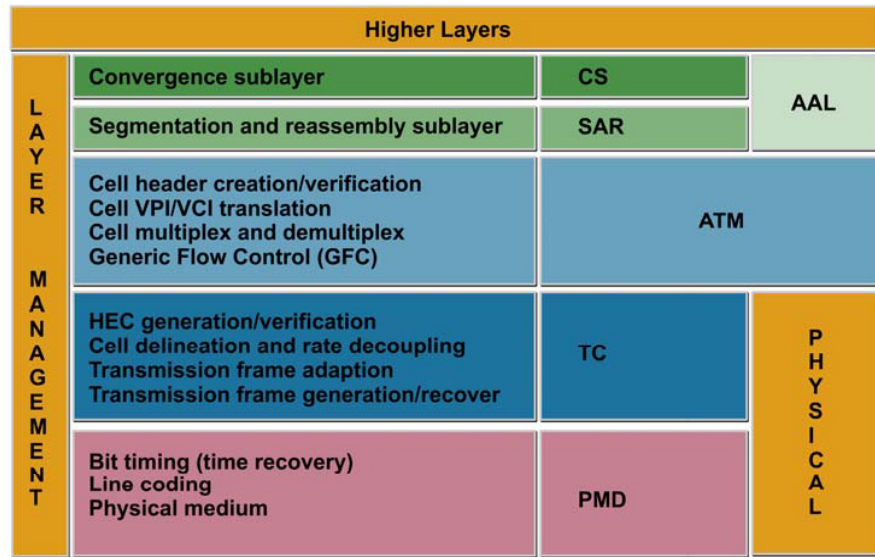 Higher Layers
LAYER MANAGEMENT
Convergence sublayer
CS
AAL
Segmentation and reassembly sublayer
SAR
Cell header creation/verification
Cell VPI/VCI translation
Cell multiplex and demultiplex
Generic Flow Control (GFC)
ATM
HEC generation/verification
Cell delineation and rate decoupling
Transmission frame adaption
Transmission frame generation/recover
TC
PHYSICAL
Bit timing (time recovery)
Line coding
Physical medium
PMD